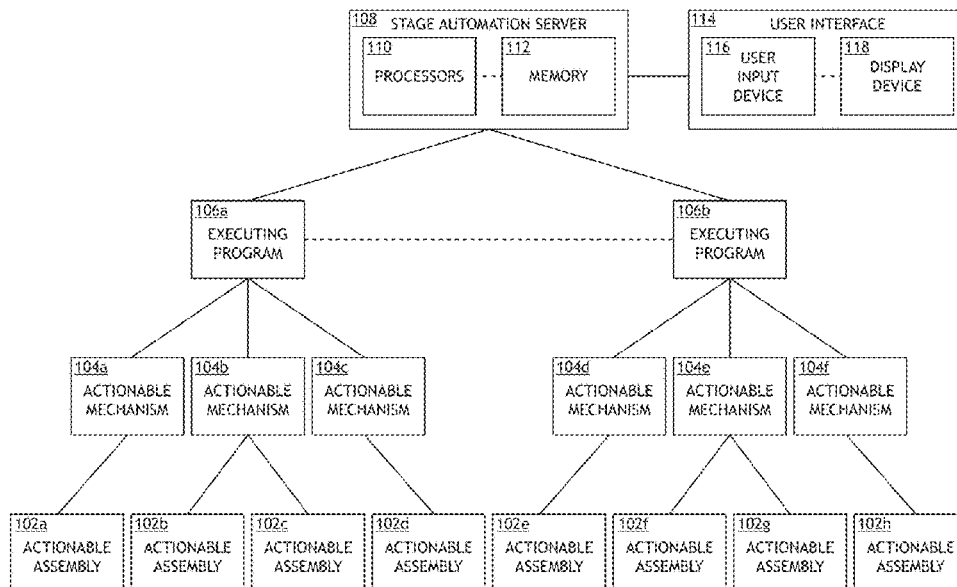 108 STAGE AUTOMATION SERVER
114 USER INTERFACE
110 PROCESSORS
112 MEMORY
116 USER INPUT DEVICE
118 DISPLAY DEVICE
106a EXECUTING PROGRAM
106b EXECUTING PROGRAM
104a ACTIONABLE MECHANISM
104b ACTIONABLE MECHANISM
104c ACTIONABLE MECHANISM
104d ACTIONABLE MECHANISM
104e ACTIONABLE MECHANISM
104f ACTIONABLE MECHANISM
102a ACTIONABLE ASSEMBLY
102b ACTIONABLE ASSEMBLY
102c ACTIONABLE ASSEMBLY
102d ACTIONABLE ASSEMBLY
102e ACTIONABLE ASSEMBLY
102f ACTIONABLE ASSEMBLY
102g ACTIONABLE ASSEMBLY
102h ACTIONABLE ASSEMBLY